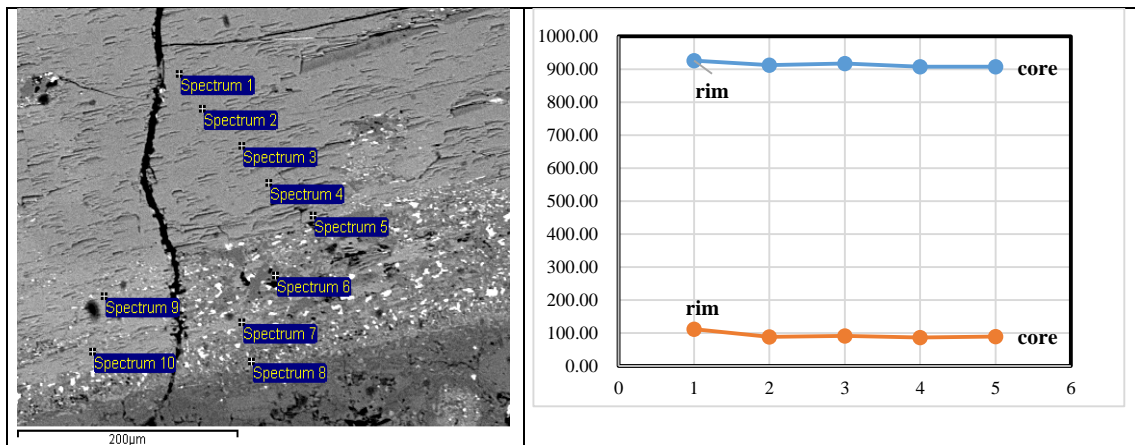 Spectrum 1
Spectrum 2
Spectrum 3
Spectrum 4
Spectrum 5
Spectrum 6
Spectrum 9
Spectrum 7
Spectrum 10
Spectrum 8
200µm
1000.00
900.00
800.00
700.00
600.00
500.00
400.00
300.00
200.00
100.00
0.00
core
rim
rim
core
0 1 2 3 4 5 6